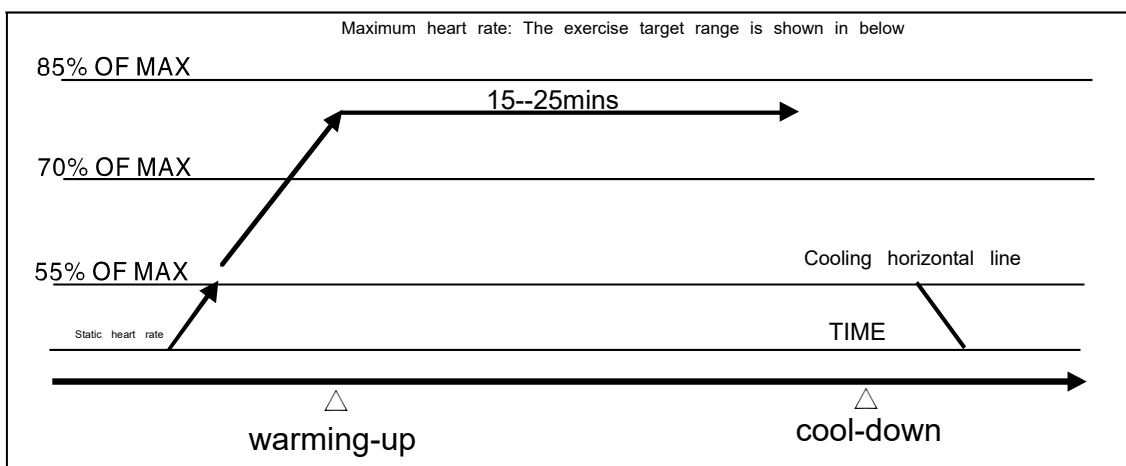 Maximum heart rate: The exercise target range is shown in below
85% OF MAX
15--25mins
70% OF MAX
55% OF MAX
Cooling horizontal line
Static heart rate
TIME
warming-up
cool-down